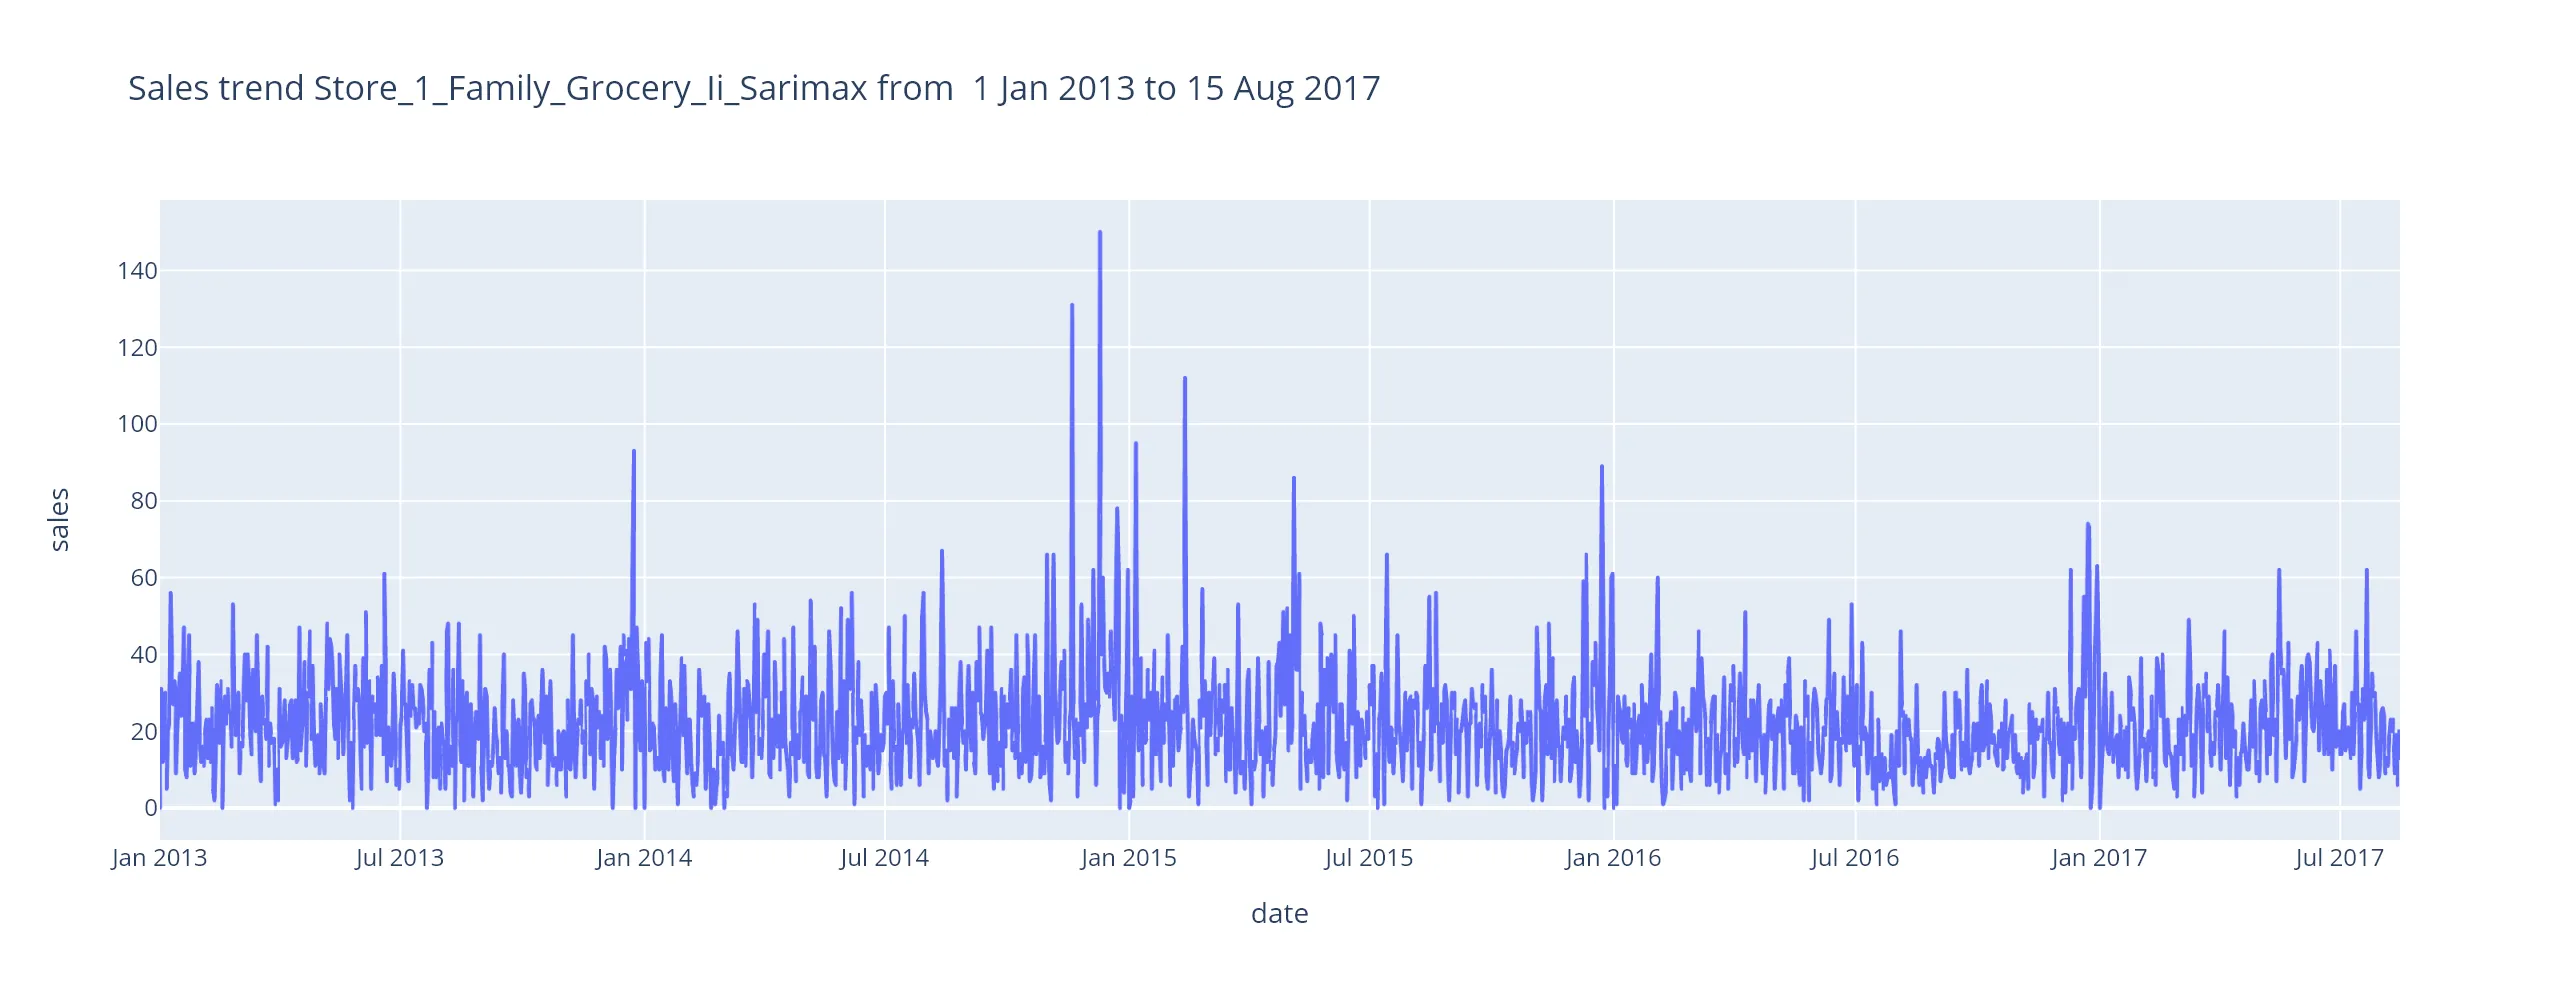 Sales trend Store_1_Family_Grocery_Ii_Sarimax from  1 Jan 2013 to 15 Aug 2017
140
120
100
80
60
40
20
0
sales
Jan 2013 Jul 2013 Jan 2014 Jul 2014 Jan 2015 Jul 2015 Jan 2016 Jul 2016 Jan 2017 Jul 2017
date